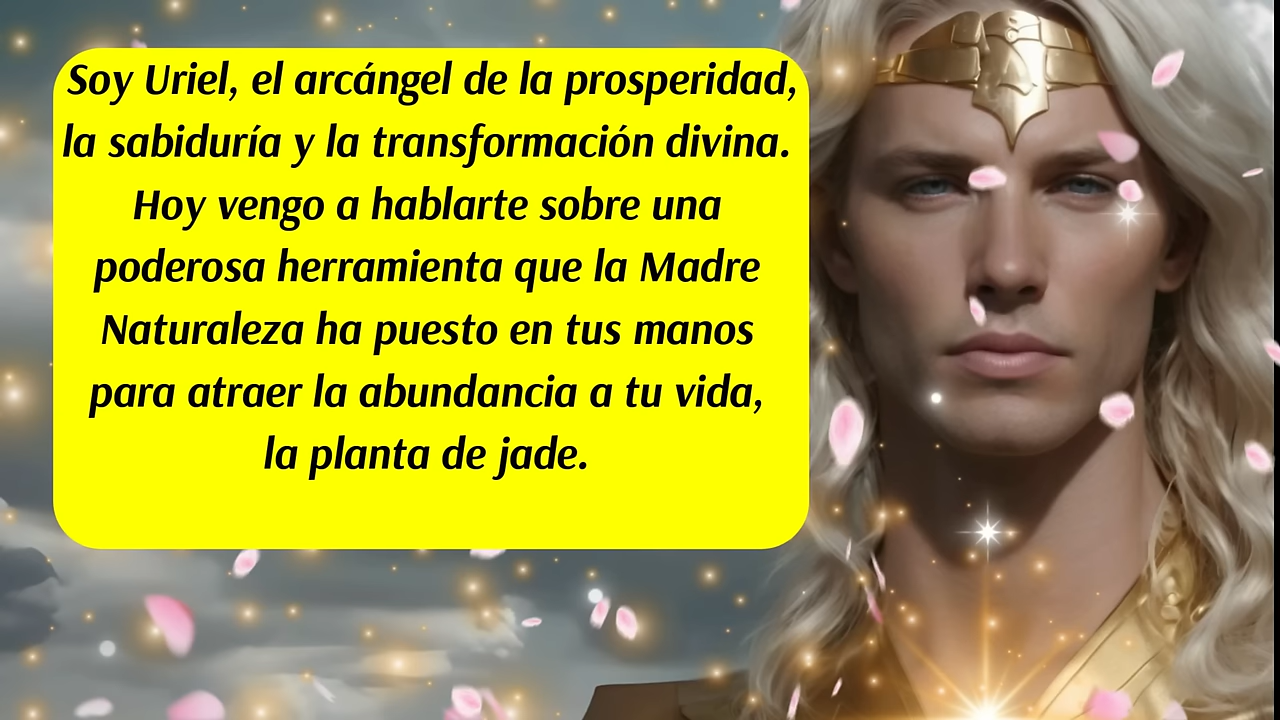 Soy Uriel, el arcángel de la prosperidad,
la sabiduría y la transformación divina.
Hoy vengo a hablarte sobre una
poderosa herramienta que la Madre
Naturaleza ha puesto en tus manos
para atraer la abundancia a tu vida,
la planta de jade.